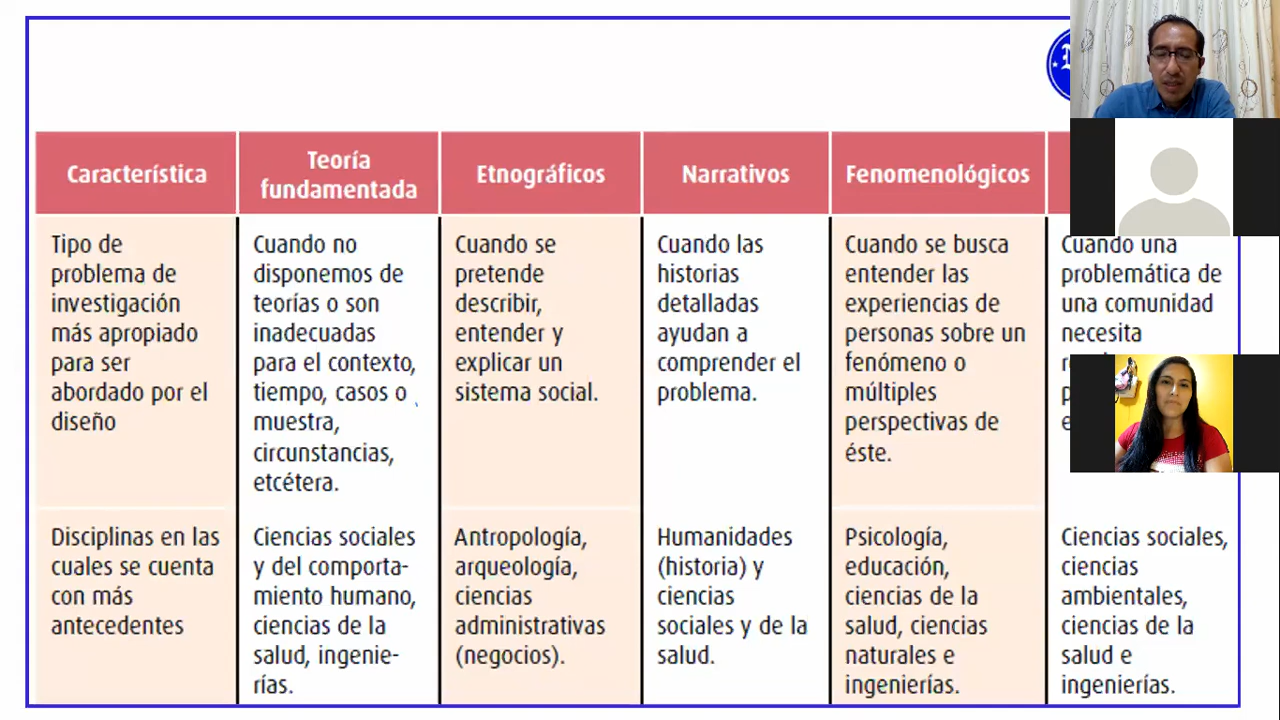 Característica
Teoría
fundamentada
Etnográficos
Narrativos
Fenomenológicos
Tipo de
problema de
investigación
más apropiado
para ser
abordado por el
diseño
Cuando no
disponemos de
teorías o son
inadecuadas
para el contexto,
tiempo, casos o
muestra,
circunstancias,
etcétera.
Cuando se
pretende
describir,
entender y
explicar un
sistema social.
Cuando las
historias
detalladas
ayudan a
comprender el
problema.
Cuando se busca
entender las
experiencias de
personas sobre un
fenómeno o
múltiples
perspectivas de
éste.
Cuando una
problemática de
una comunidad
necesita
Disciplinas en las
cuales se cuenta
con más
antecedentes
Ciencias sociales
y del comporta-
miento humano,
ciencias de la
salud, ingenie-
rías.
Antropología,
arqueología,
ciencias
administrativas
(negocios).
Humanidades
(historia) y
ciencias
sociales y de la
salud.
Psicología,
educación,
ciencias de la
salud, ciencias
naturales e
ingenierías.
Ciencias sociales,
ciencias
ambientales,
ciencias de la
salud e
ingenierías.